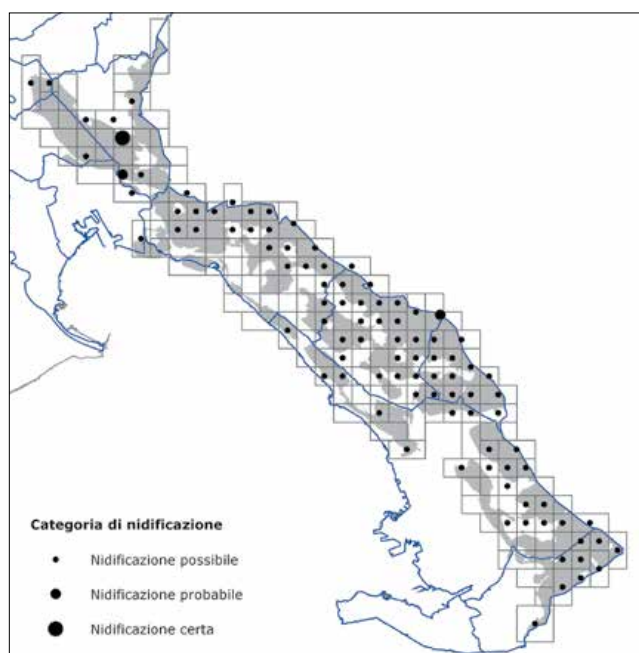 Categoria di nidificazione
Nidificazione possibile
Nidificazione probabile
Nidificazione certa